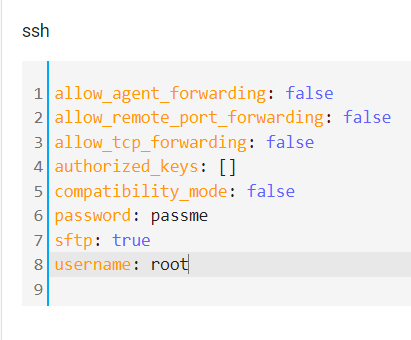 ssh
1 allow_agent_forwarding: false
2 allow_remote_port_forwarding: false
3 allow_tcp_forwarding: false
4 authorized_keys: []
5 compatibility_mode: false
6 password: passme
7 sftp: true
8 username: root
9